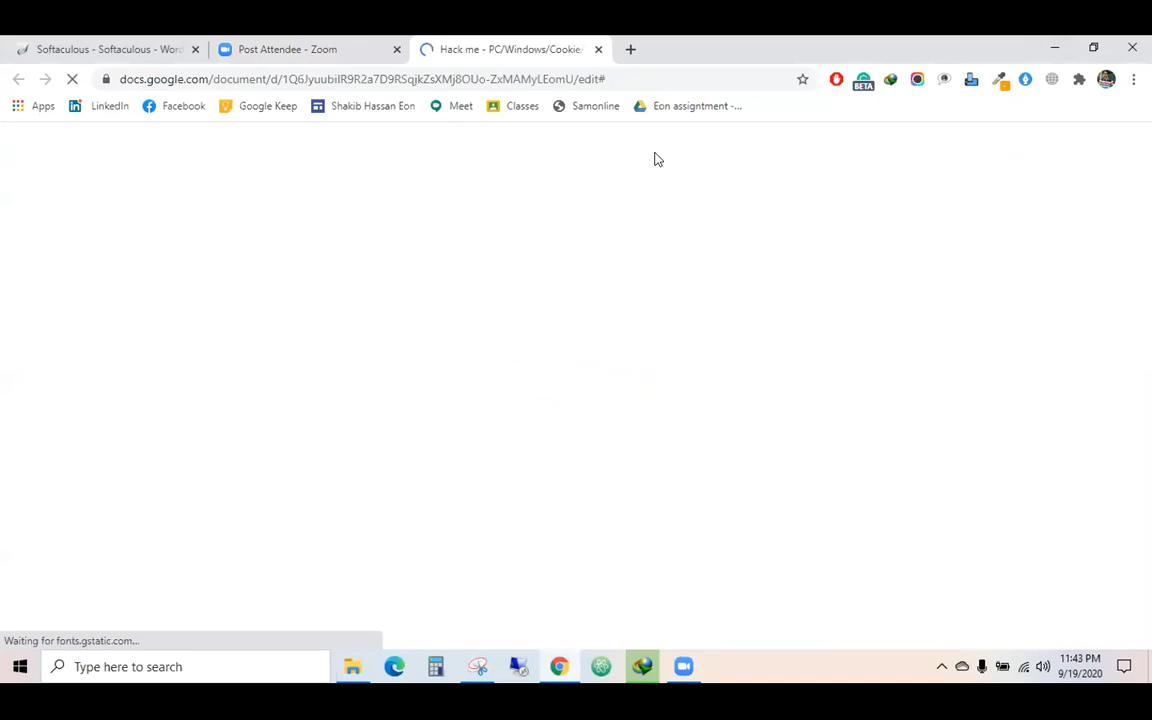 Softaculous - Softaculous - Word
Post Attendee - Zoom
Hack me - PC/Windows/Cookie/
docs.google.com/document/d/1Q6JyuubiIR9R2a7D9RSqjkZsXMj8OUo-ZxMAMyLEomU/edit#
BETA
Apps
LinkedIn
Facebook
Google Keep
Shakib Hassan Eon
Meet
Classes
Samonline
Eon assigntment -...
Waiting for fonts.gstatic.com...
Type here to search
11:43 PM
9/19/2020